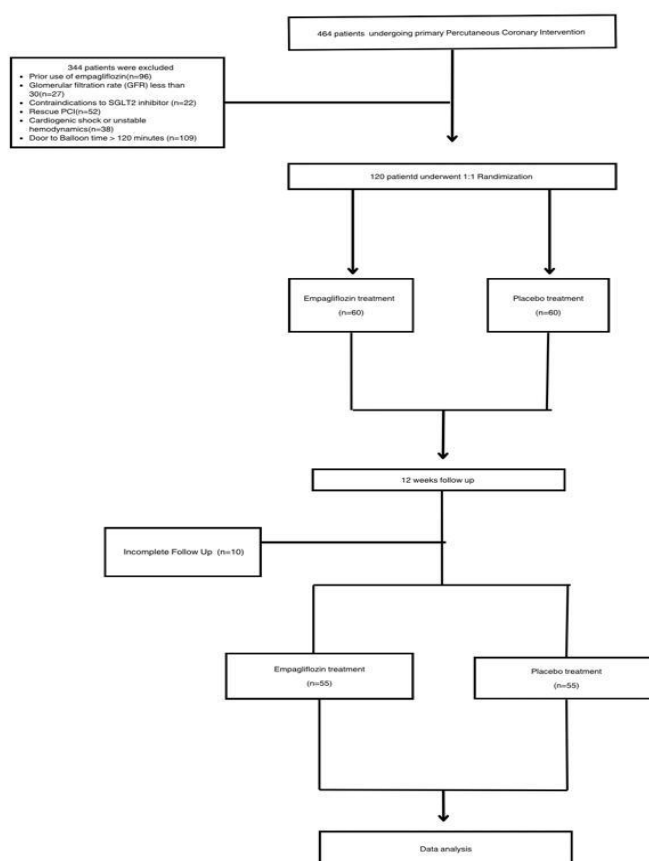 464 patients undergoing primary Percutaneous Coronary Intervention
344 patients were excluded
• Prior use of empagliflozin(n=96)
• Glomerular filtration rate (GFR) less than
30(n=27)
• Contraindications to SGLT2 inhibitor (n=22)
• Rescue PCI(n=52)
• Cardiogenic shock or unstable
hemodynamics(n=38)
• Door to Balloon time > 120 minutes (n=109)
120 patientd underwent 1:1 Randimization
Empagliflozin treatment
(n=60)
Placebo treatment
(n=60)
12 weeks follow up
Incomplete Follow Up (n=10)
Empagliflozin treatment
(n=55)
Placebo treatment
(n=55)
Data analysis